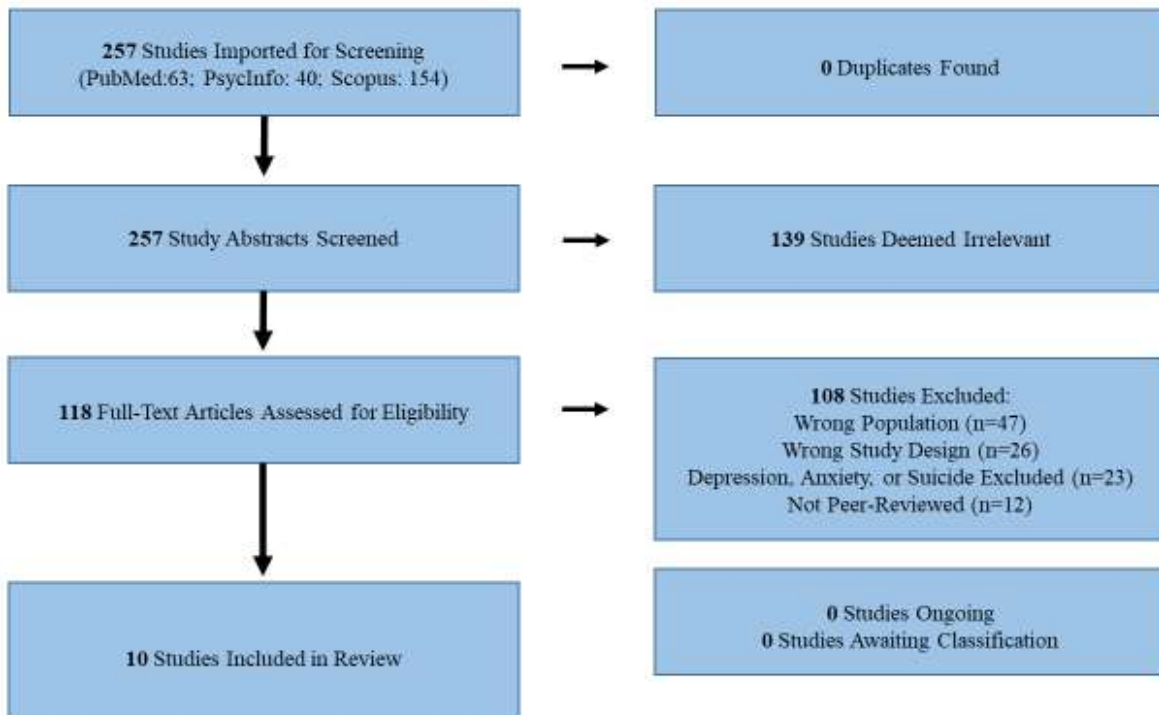 257 Studies Imported for Screening
(PubMed:63; PsycInfo: 40; Scopus: 154)
0 Duplicates Found
257 Study Abstracts Screened
139 Studies Deemed Irrelevant
118 Full-Text Articles Assessed for Eligibility
108 Studies Excluded:
Wrong Population (n=47)
Wrong Study Design (n=26)
Depression, Anxiety, or Suicide Excluded (n=23)
Not Peer-Reviewed (n=12)
10 Studies Included in Review
0 Studies Ongoing
0 Studies Awaiting Classification